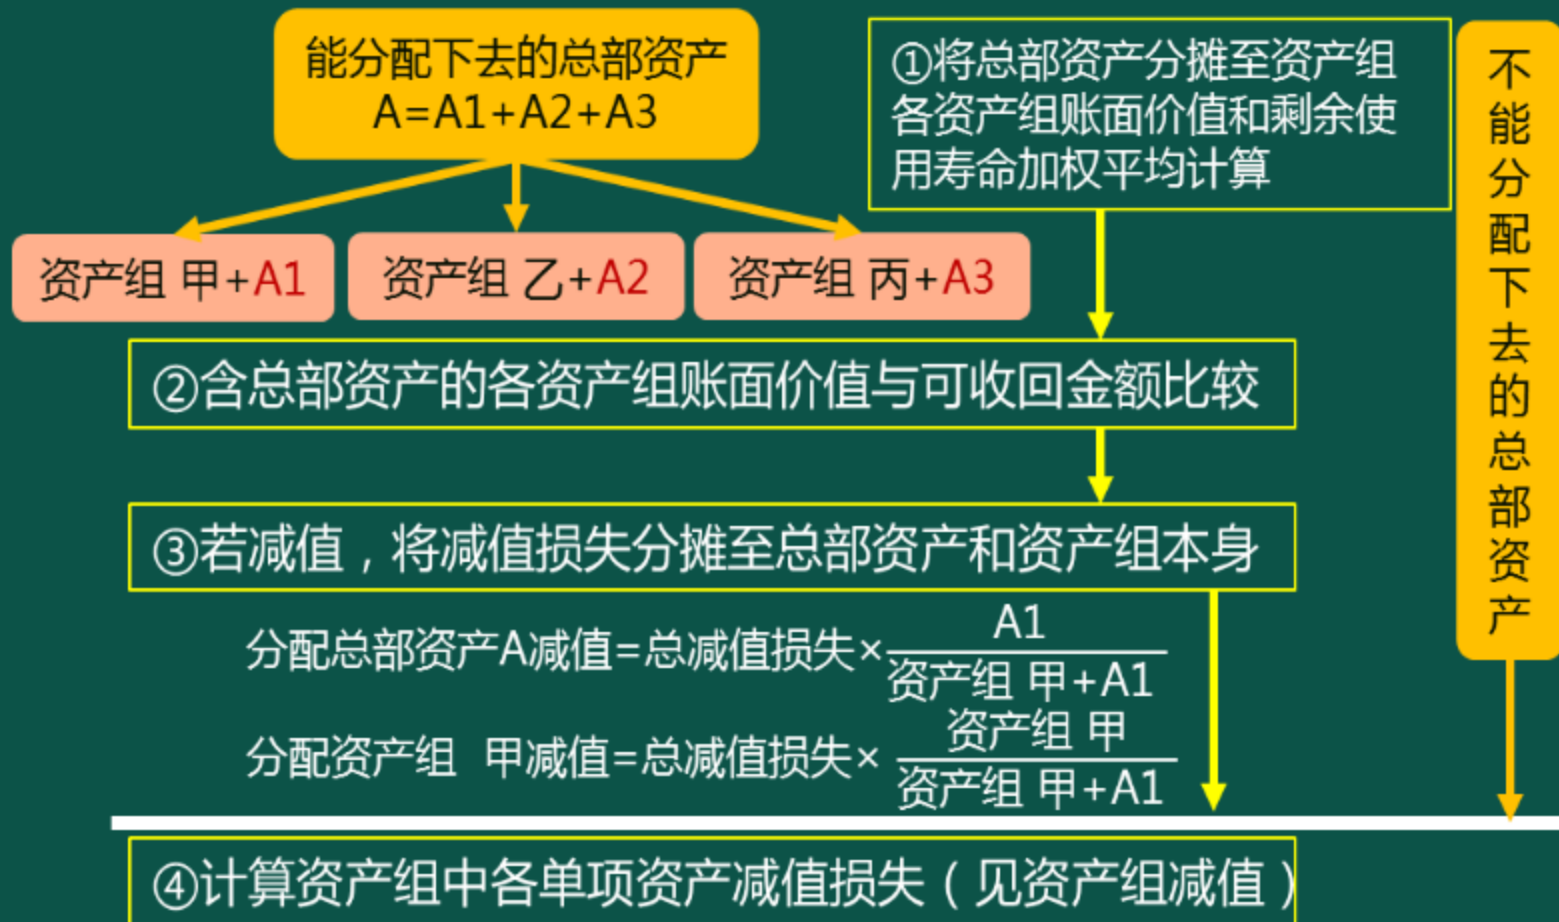 能分配下去的总部资产
A=A1+A2+A3
①将总部资产分摊至资产组
各资产组账面价值和剩余使
用寿命加权平均计算
不能分配下去的总部资产
资产组 甲+A1
资产组 乙+A2
资产组 丙+A3
②含总部资产的各资产组账面价值与可收回金额比较
③若减值，将减值损失分摊至总部资产和资产组本身
分配总部资产A减值=总减值损失×
A1
资产组 甲+A1
分配资产组 甲减值=总减值损失×
资产组 甲
资产组 甲+A1
④计算资产组中各单项资产减值损失（见资产组减值）